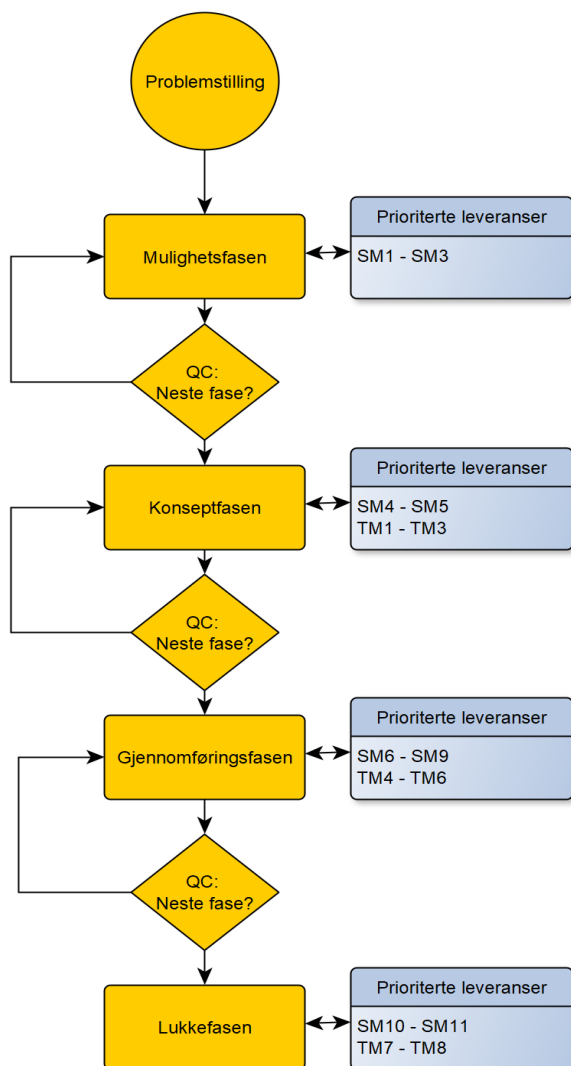 Problemstilling
Mulighetsfasen
Prioriterte leveranser
SM1 - SM3
QC:
Neste fase?
Konseptfasen
Prioriterte leveranser
SM4 - SM5
TM1 - TM3
QC:
Neste fase?
Gjennomføringsfasen
Prioriterte leveranser
SM6 - SM9
TM4 - TM6
QC:
Neste fase?
Lukkefasen
Prioriterte leveranser
SM10 - SM11
TM7 - TM8